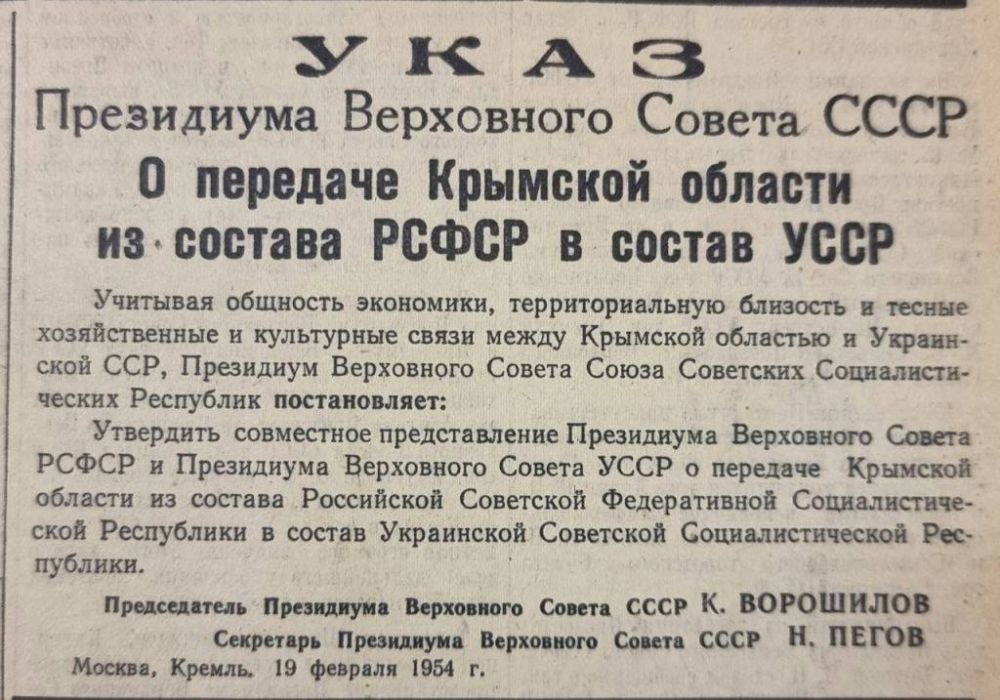 УКАЗ
Президиума Верховного Совета СССР
О передаче Крымской области
из состава РСФСР в состав УССР
Учитывая общность экономики, территориальную близость и тесные
хозяйственные и культурные связи между Крымской областью и Украин-
ской ССР, Президиум Верховного Совета Союза Советских Социалисти-
ческих Республик постановляет:
Утвердить совместное представление Президиума Верховного Совета
РСФСР и Президиума Верховного Совета УССР о передаче Крымской
области из состава Российской Советской Федеративной Социалистиче-
ской Республики в состав Украинской Советской Социалистической Рес-
публики.
Председатель Президиума Верховного Совета СССР К. ВОРОШИЛОВ
Секретарь Президиума Верховного Совета СССР Н. ПЕГОВ
Москва, Кремль. 19 февраля 1954 г.